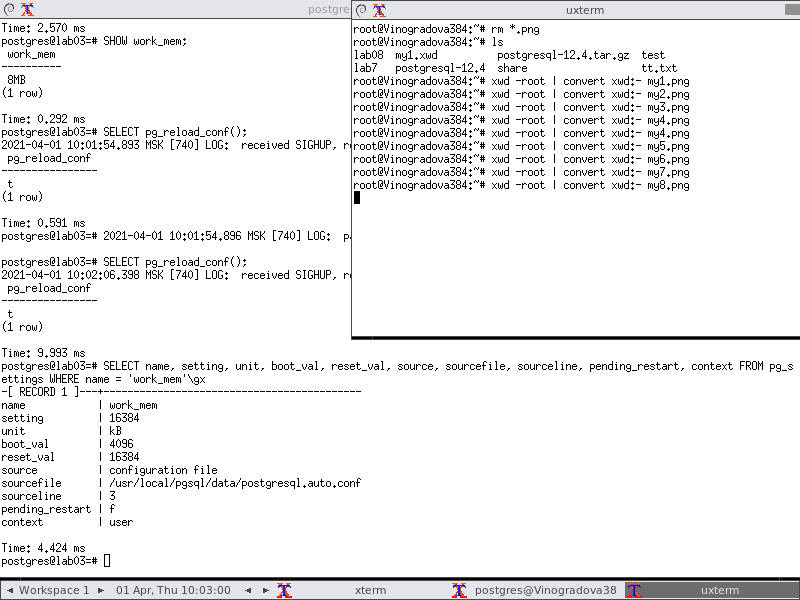 postgre
Time: 2.570 ms
postgres@lab03=# SHOW work_mem;
work_mem
----------
8MB
(1 row)
Time: 0.292 ms
postgres@lab03=# SELECT pg_reload_conf();
2021-04-01 10:01:54.893 MSK [740] LOG:  received SIGHUP, r
pg_reload_conf
----------------
t
(1 row)
Time: 0.591 ms
postgres@lab03=# 2021-04-01 10:01:54.896 MSK [740] LOG:  p
postgres@lab03=# SELECT pg_reload_conf();
2021-04-01 10:02:06.398 MSK [740] LOG:  received SIGHUP, r
pg_reload_conf
----------------
t
(1 row)
Time: 9.993 ms
postgres@lab03=# SELECT name, setting, unit, boot_val, reset_val, source, sourcefile, sourceline, pending_restart, context FROM pg_s
ettings WHERE name = 'work_mem'\gx
-[ RECORD 1 ]---+-------------------------------------------
name            | work_mem
setting         | 16384
unit            | kB
boot_val        | 4096
reset_val       | 16384
source          | configuration file
sourcefile      | /usr/local/pgsql/data/postgresql.auto.conf
sourceline      | 3
pending_restart | f
context         | user
Time: 4.424 ms
postgres@lab03=#
uxterm
root@Vinogradova384:~# rm *.png
root@Vinogradova384:~# ls
lab08  my1.xwd          postgresql-12.4.tar.gz  test
lab7   postgresql-12.4  share                   tt.txt
root@Vinogradova384:~# xwd -root | convert xwd:- my1.png
root@Vinogradova384:~# xwd -root | convert xwd:- my2.png
root@Vinogradova384:~# xwd -root | convert xwd:- my3.png
root@Vinogradova384:~# xwd -root | convert xwd:- my4.png
root@Vinogradova384:~# xwd -root | convert xwd:- my4.png
root@Vinogradova384:~# xwd -root | convert xwd:- my5.png
root@Vinogradova384:~# xwd -root | convert xwd:- my6.png
root@Vinogradova384:~# xwd -root | convert xwd:- my7.png
root@Vinogradova384:~# xwd -root | convert xwd:- my8.png
Workspace 1 01 Apr, Thu 10:03:00 xterm postgres@Vinogradova38 uxterm